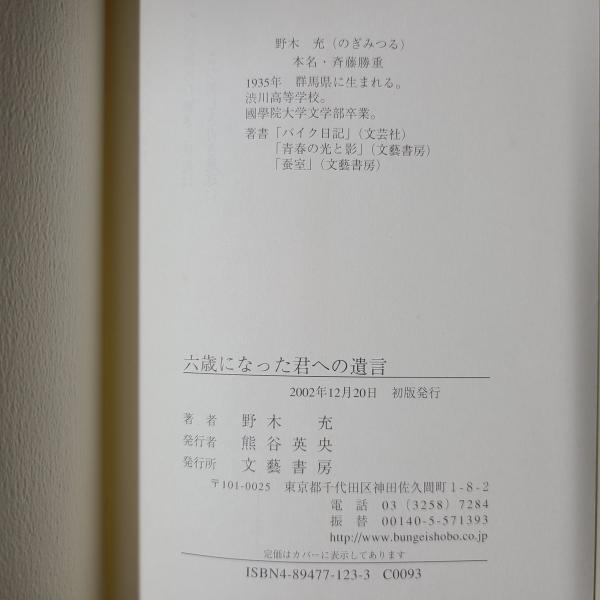 野木　充（のぎみつる）
本名・斉藤勝重
1935年　群馬県に生まれる。
渋川高等学校。
國學院大学文学部卒業。
著書「バイク日記」（文芸社）
「青春の光と影」（文藝書房）
「蚕室」（文藝書房）
六歳になった君への遺言
2002年12月20日　初版発行
著　者　野　木　　充
発行者　熊　谷　英　央
発行所　文　藝　書　房
〒101-0025　東京都千代田区神田佐久間町1-8-2
電　話　03（3258）7284
振　替　00140-5-571393
http://www.bungeishobo.co.jp
定価はカバーに表示してあります
ISBN4-89477-123-3　C0093